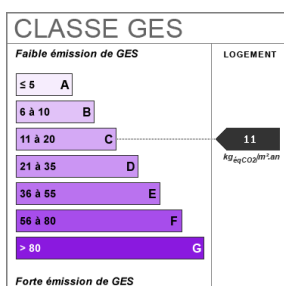 CLASSE GES
Faible émission de GES
LOGEMENT
≤ 5 A
6 à 10 B
11 à 20 C
11
kgéqCO2/m².an
21 à 35 D
36 à 55 E
56 à 80 F
> 80 G
Forte émission de GES